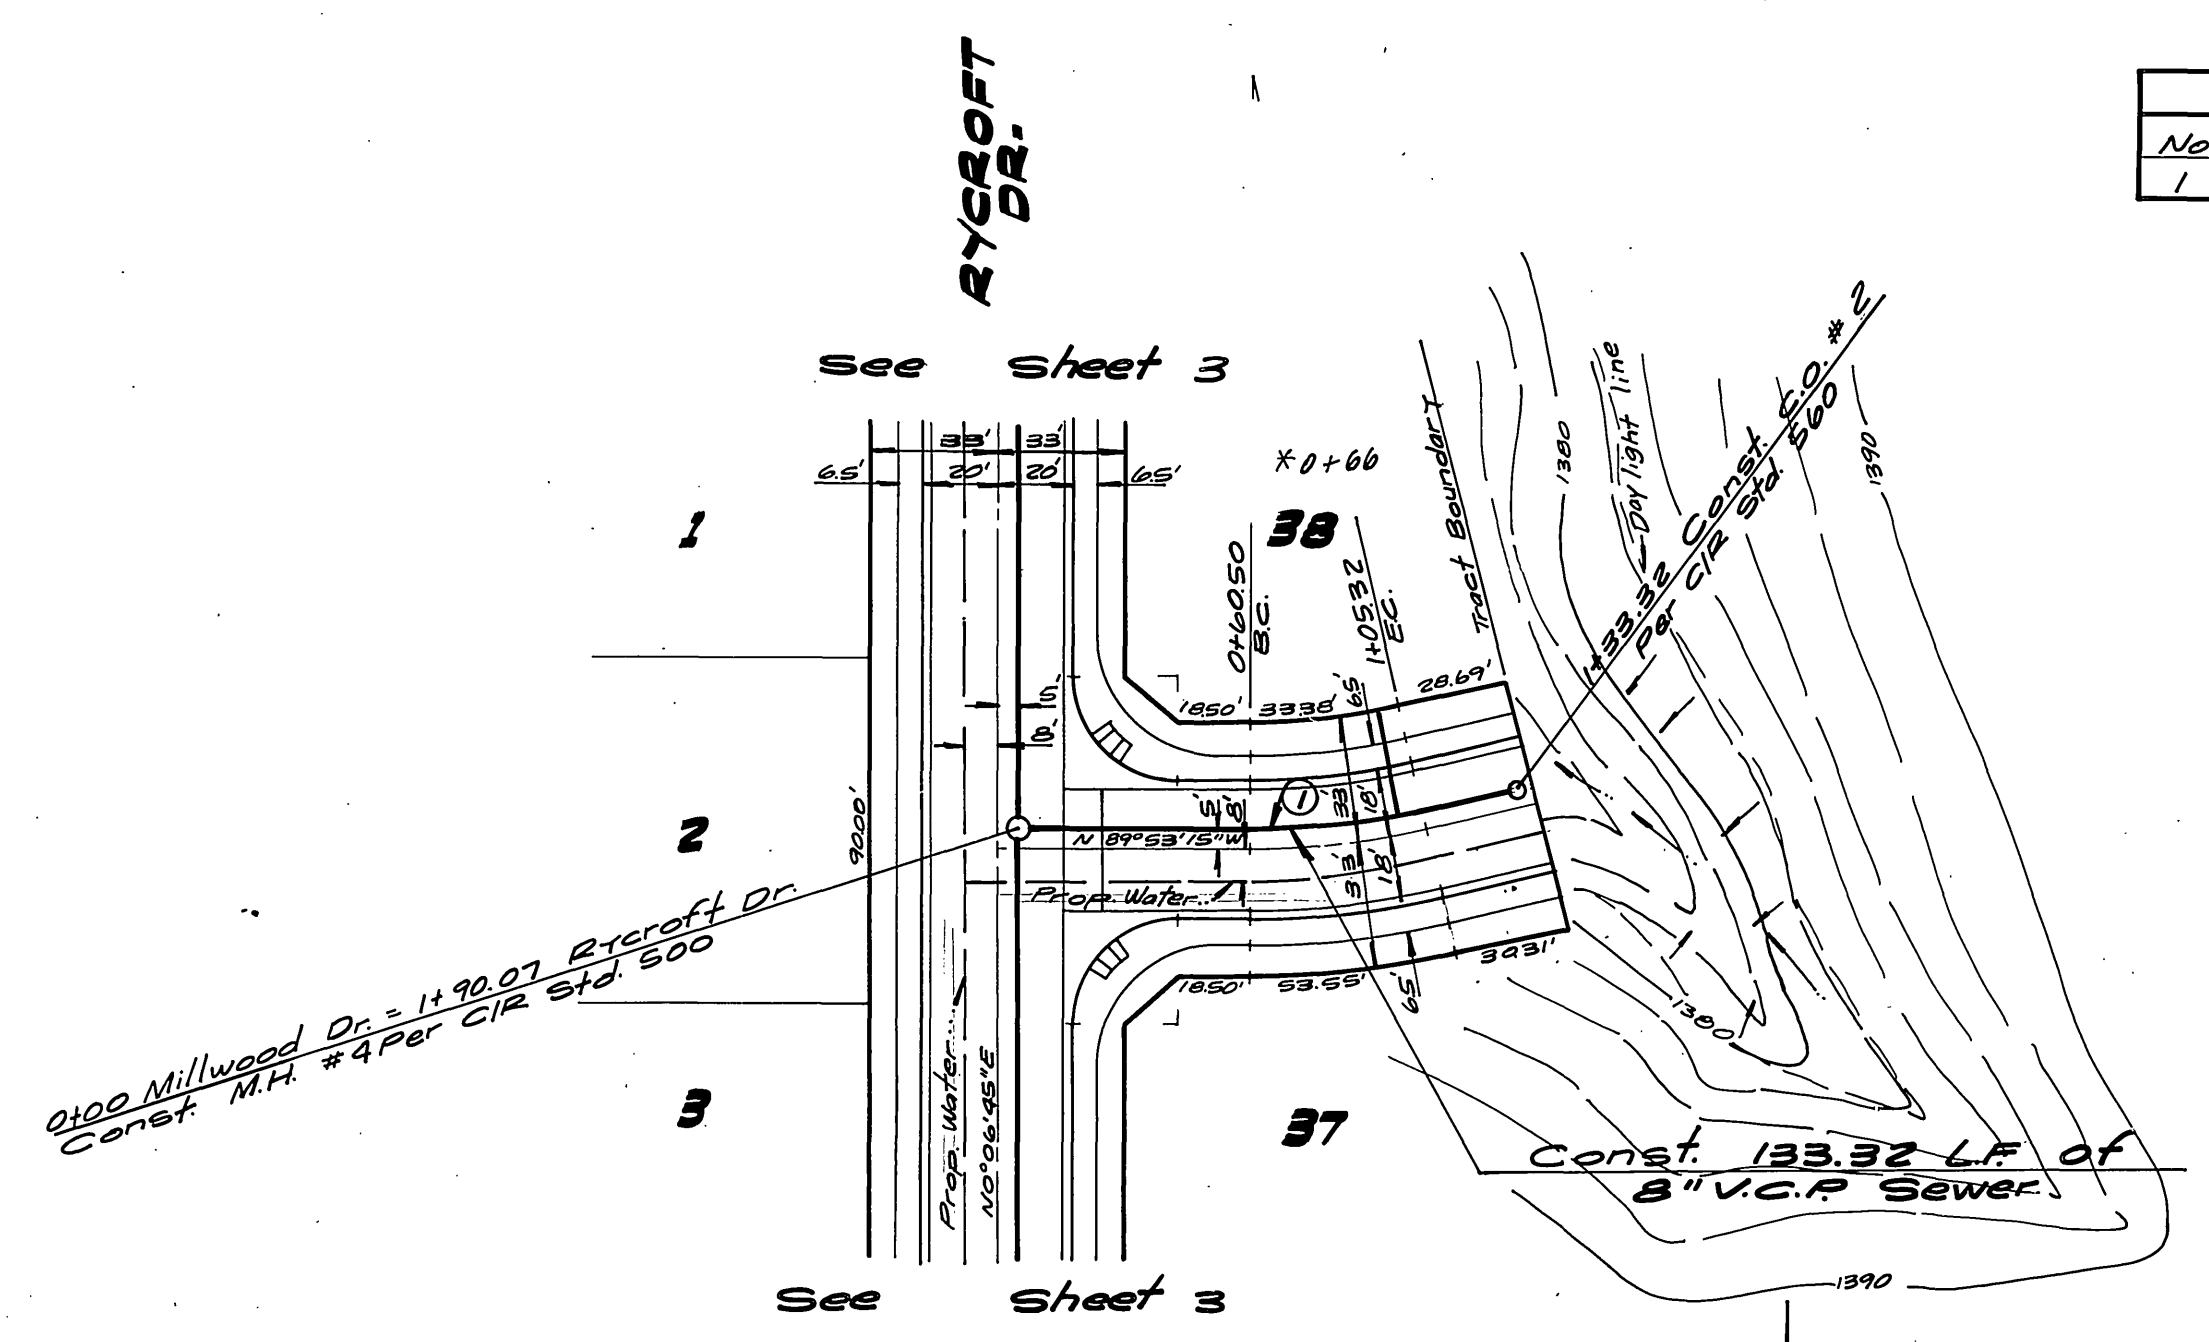 RYCROFT
DR.
No
1
See Sheet 3
33' 33'
6.5' 20' 20' 6.5'
*0+66
1
38
0+60.50
B.C.
1+05.32
E.C.
Tract Boundary
1380
Daylight line
1+33.32 Const. C.O. #2
Per C/R Std. 560
1390
5'
8'
18.50' 33.38' 6.5' 28.69'
90.00'
2
5' 8'
1
33' 18'
N 89°53'15"W
33' 18'
Prop. Water
18.50' 53.55' 6.5' 30.31'
0+00 Millwood Dr. = 1+90.07 Rycroft Dr.
Const. M.H. #4 Per C/R Std. 500
Prop. Water
N0°06'45"E
3
37
1380
Const. 133.32 L.F. of
8" V.C.P. Sewer
1390
See Sheet 3